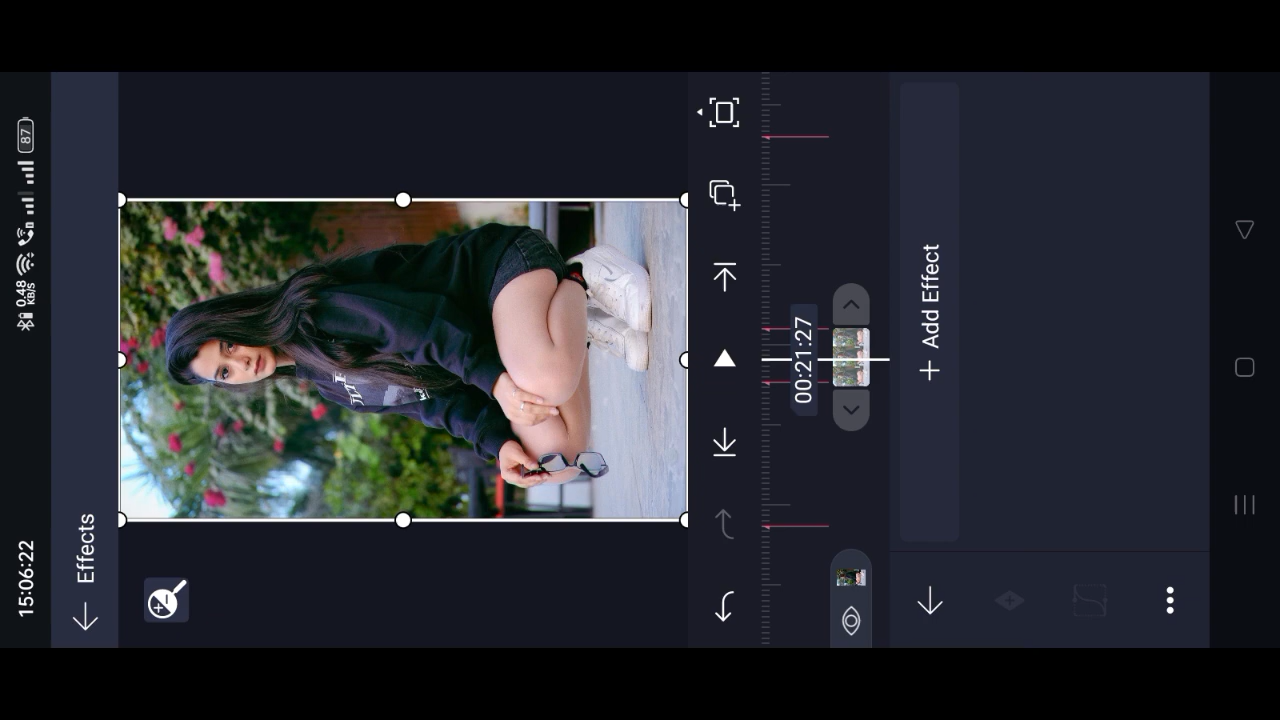 15:06:22
0.48
KB/S
87
Effects
00:21:27
+ Add Effect